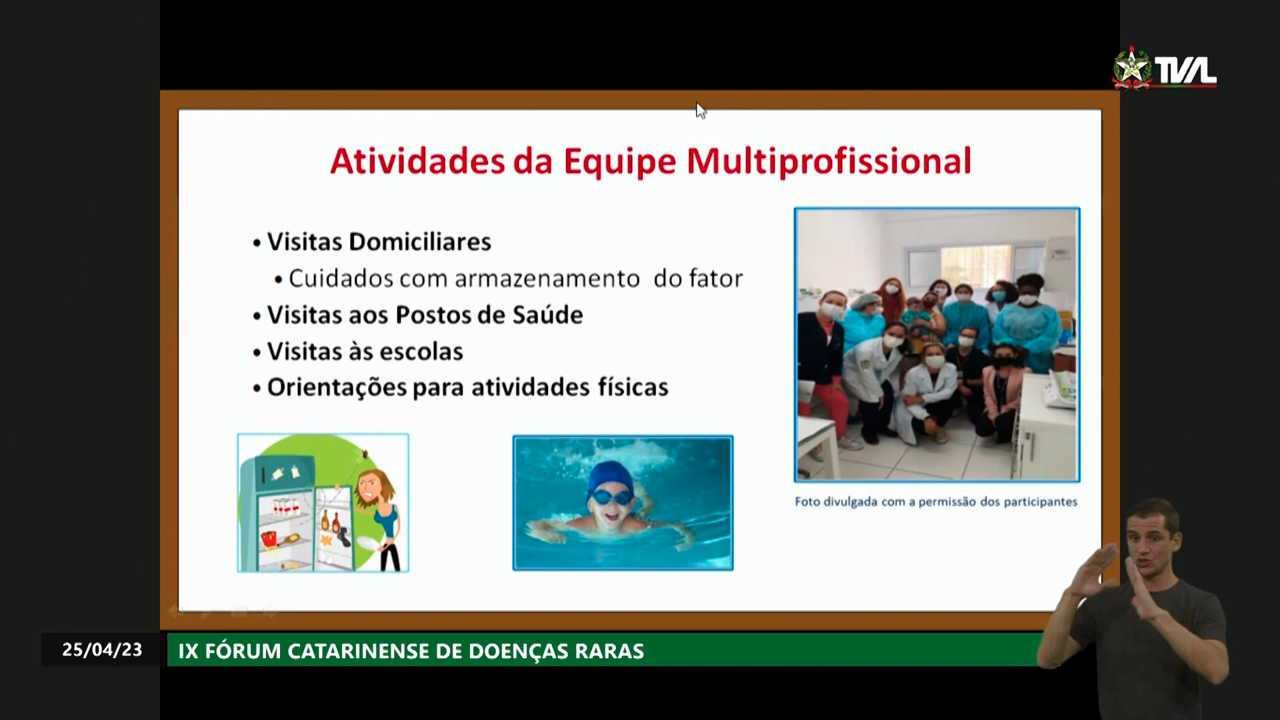 TVAL
Atividades da Equipe Multiprofissional
• Visitas Domiciliares
• Cuidados com armazenamento do fator
• Visitas aos Postos de Saúde
• Visitas às escolas
• Orientações para atividades físicas
Foto divulgada com a permissão dos participantes
25/04/23
IX FÓRUM CATARINENSE DE DOENÇAS RARAS